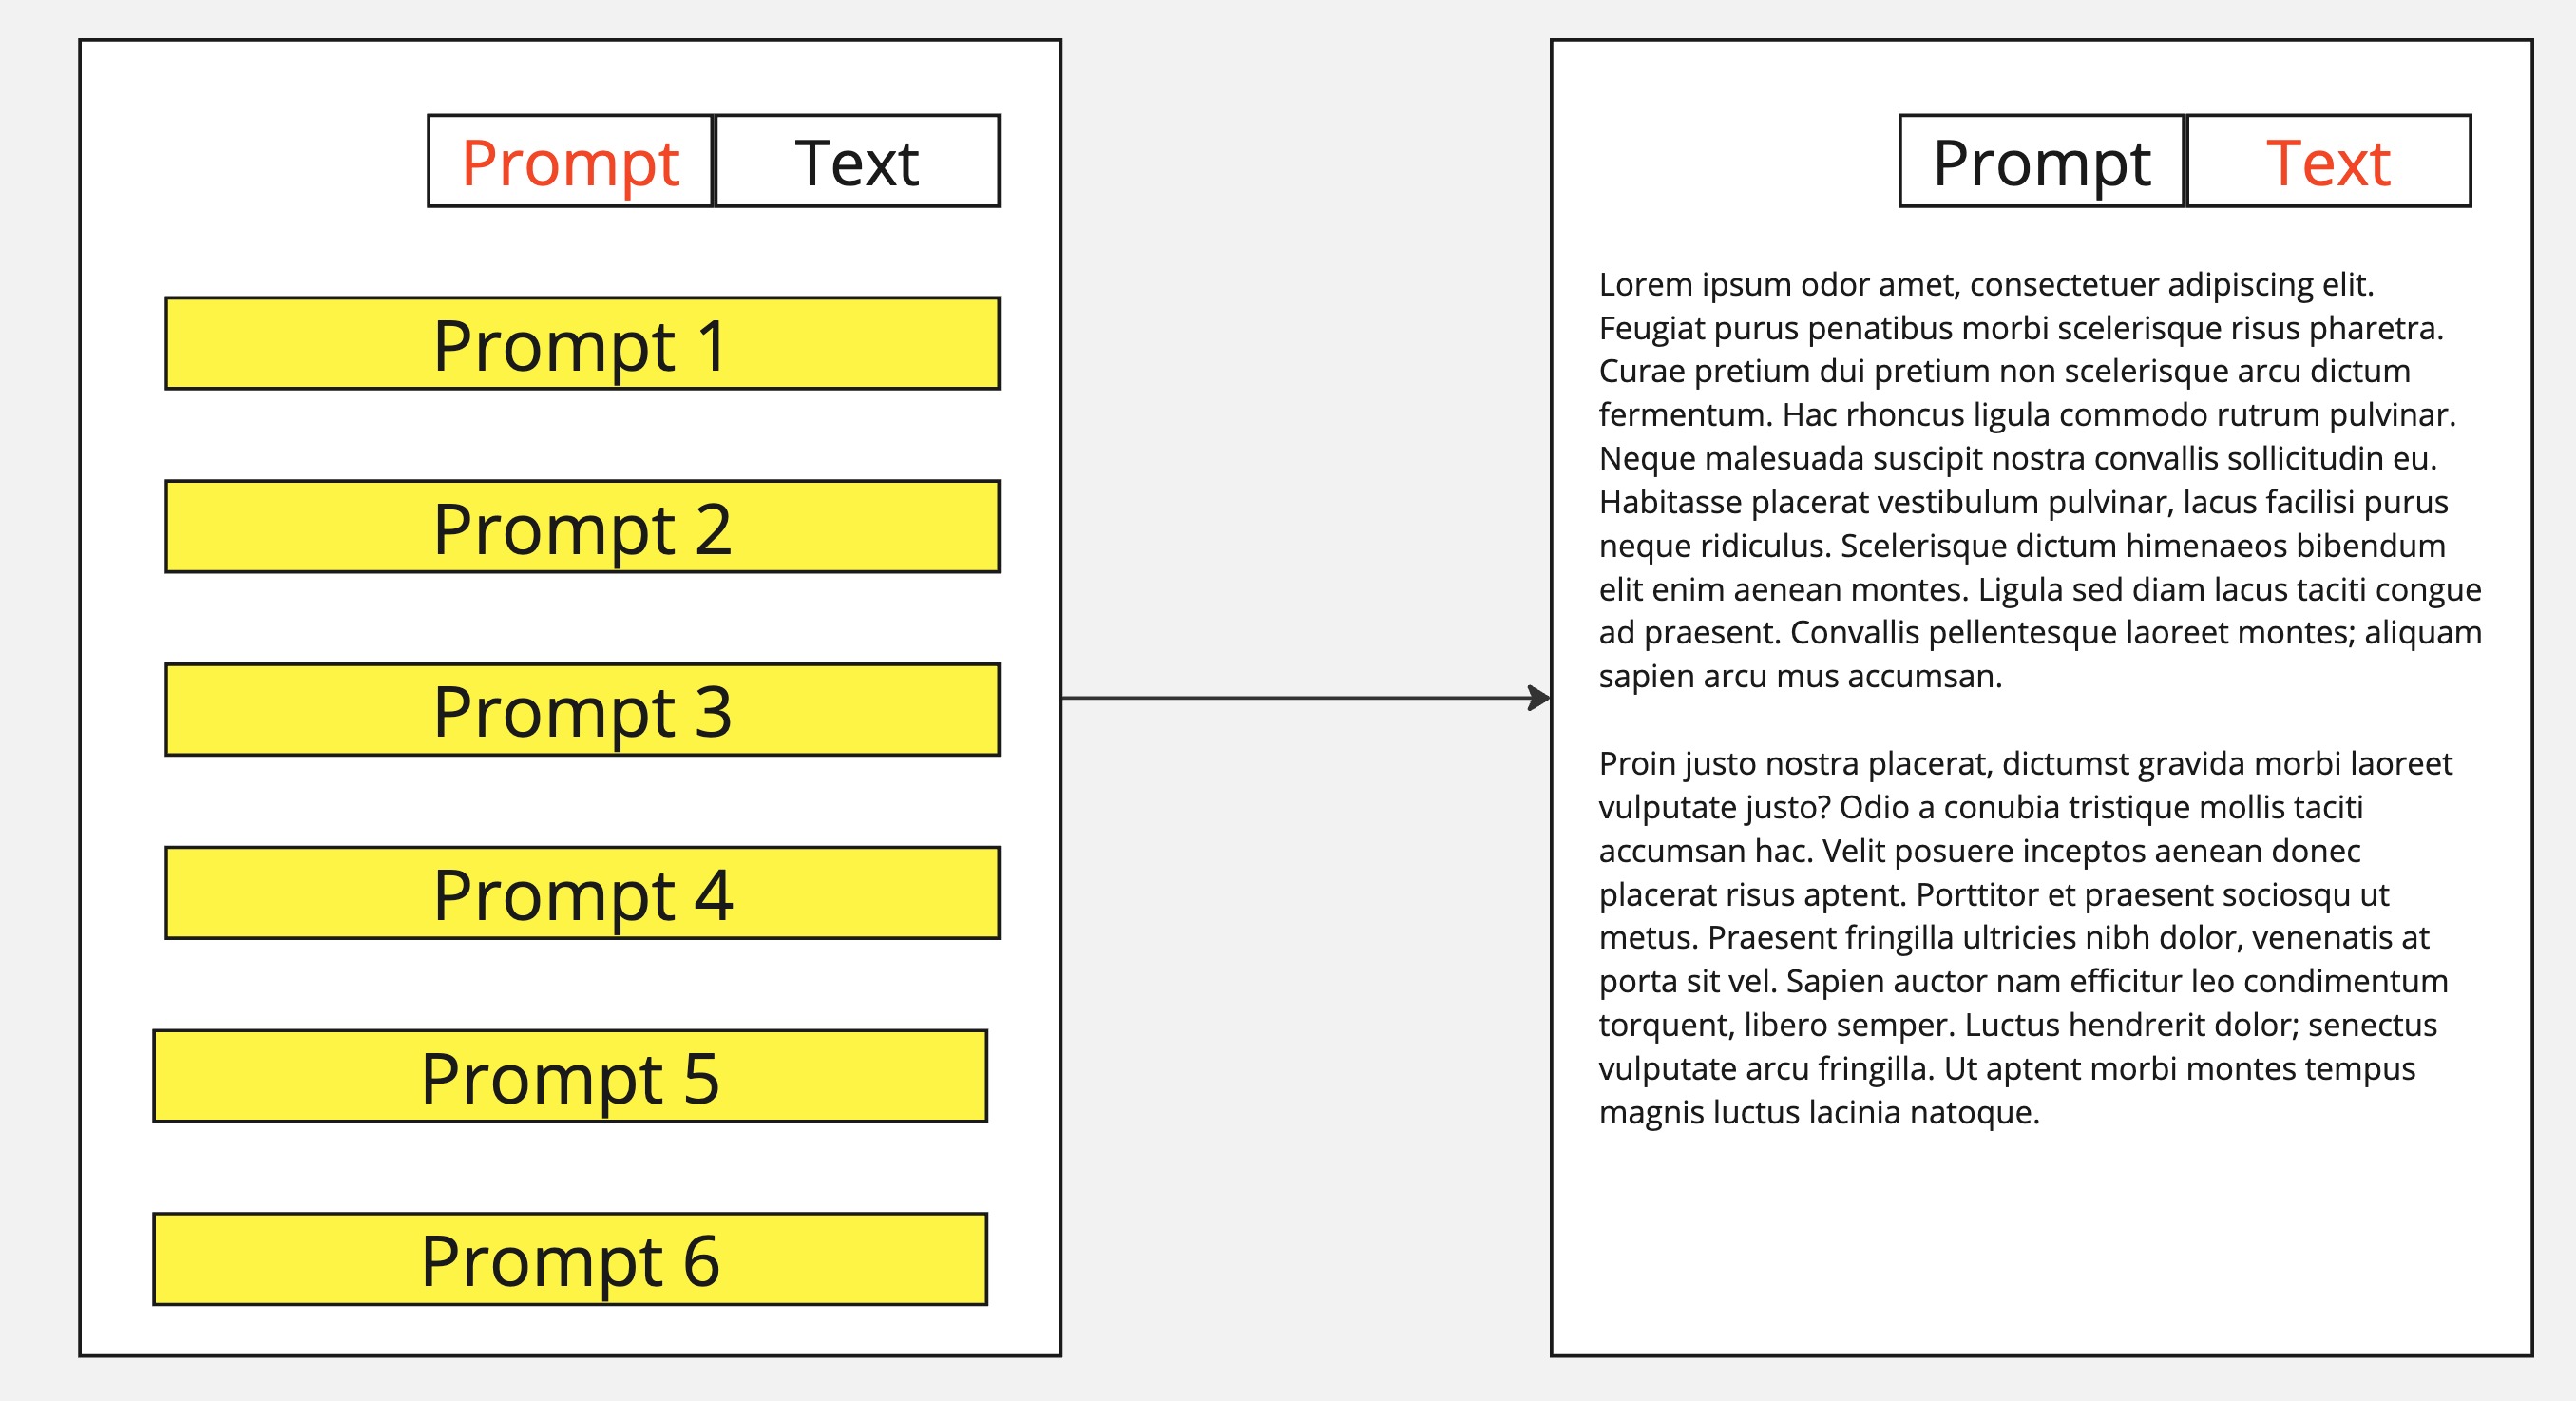 Prompt Text
Prompt 1
Prompt 2
Prompt 3
Prompt 4
Prompt 5
Prompt 6
Prompt Text
Lorem ipsum odor amet, consectetuer adipiscing elit.
Feugiat purus penatibus morbi scelerisque risus pharetra.
Curae pretium dui pretium non scelerisque arcu dictum
fermentum. Hac rhoncus ligula commodo rutrum pulvinar.
Neque malesuada suscipit nostra convallis sollicitudin eu.
Habitasse placerat vestibulum pulvinar, lacus facilisi purus
neque ridiculus. Scelerisque dictum himenaeos bibendum
elit enim aenean montes. Ligula sed diam lacus taciti congue
ad praesent. Convallis pellentesque laoreet montes; aliquam
sapien arcu mus accumsan.
Proin justo nostra placerat, dictumst gravida morbi laoreet
vulputate justo? Odio a conubia tristique mollis taciti
accumsan hac. Velit posuere inceptos aenean donec
placerat risus aptent. Porttitor et praesent sociosqu ut
metus. Praesent fringilla ultricies nibh dolor, venenatis at
porta sit vel. Sapien auctor nam efficitur leo condimentum
torquent, libero semper. Luctus hendrerit dolor; senectus
vulputate arcu fringilla. Ut aptent morbi montes tempus
magnis luctus lacinia natoque.